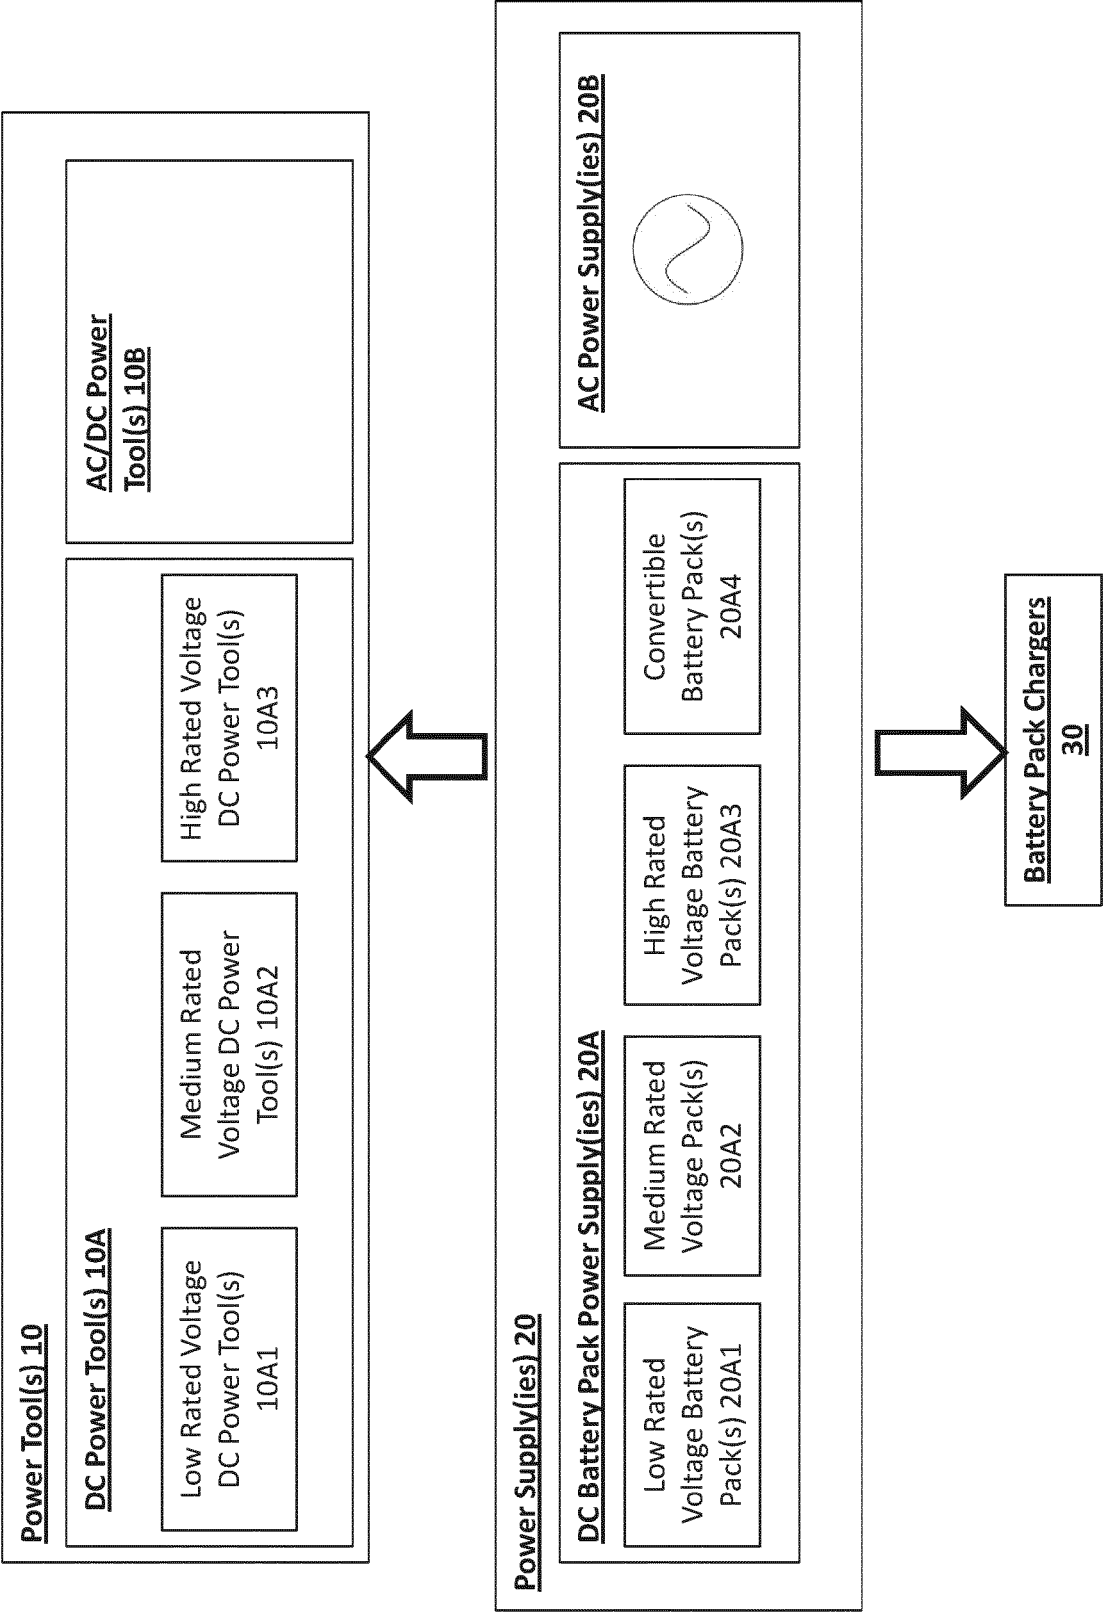 Power Tool(s) 10
DC Power Tool(s) 10A
Low Rated Voltage
DC Power Tool(s)
10A1
Medium Rated
Voltage DC Power
Tool(s) 10A2
High Rated Voltage
DC Power Tool(s)
10A3
AC/DC Power
Tool(s) 10B
Power Supply(ies) 20
DC Battery Pack Power Supply(ies) 20A
Low Rated
Voltage Battery
Pack(s) 20A1
Medium Rated
Voltage Pack(s)
20A2
High Rated
Voltage Battery
Pack(s) 20A3
Convertible
Battery Pack(s)
20A4
AC Power Supply(ies) 20B
Battery Pack Chargers
30